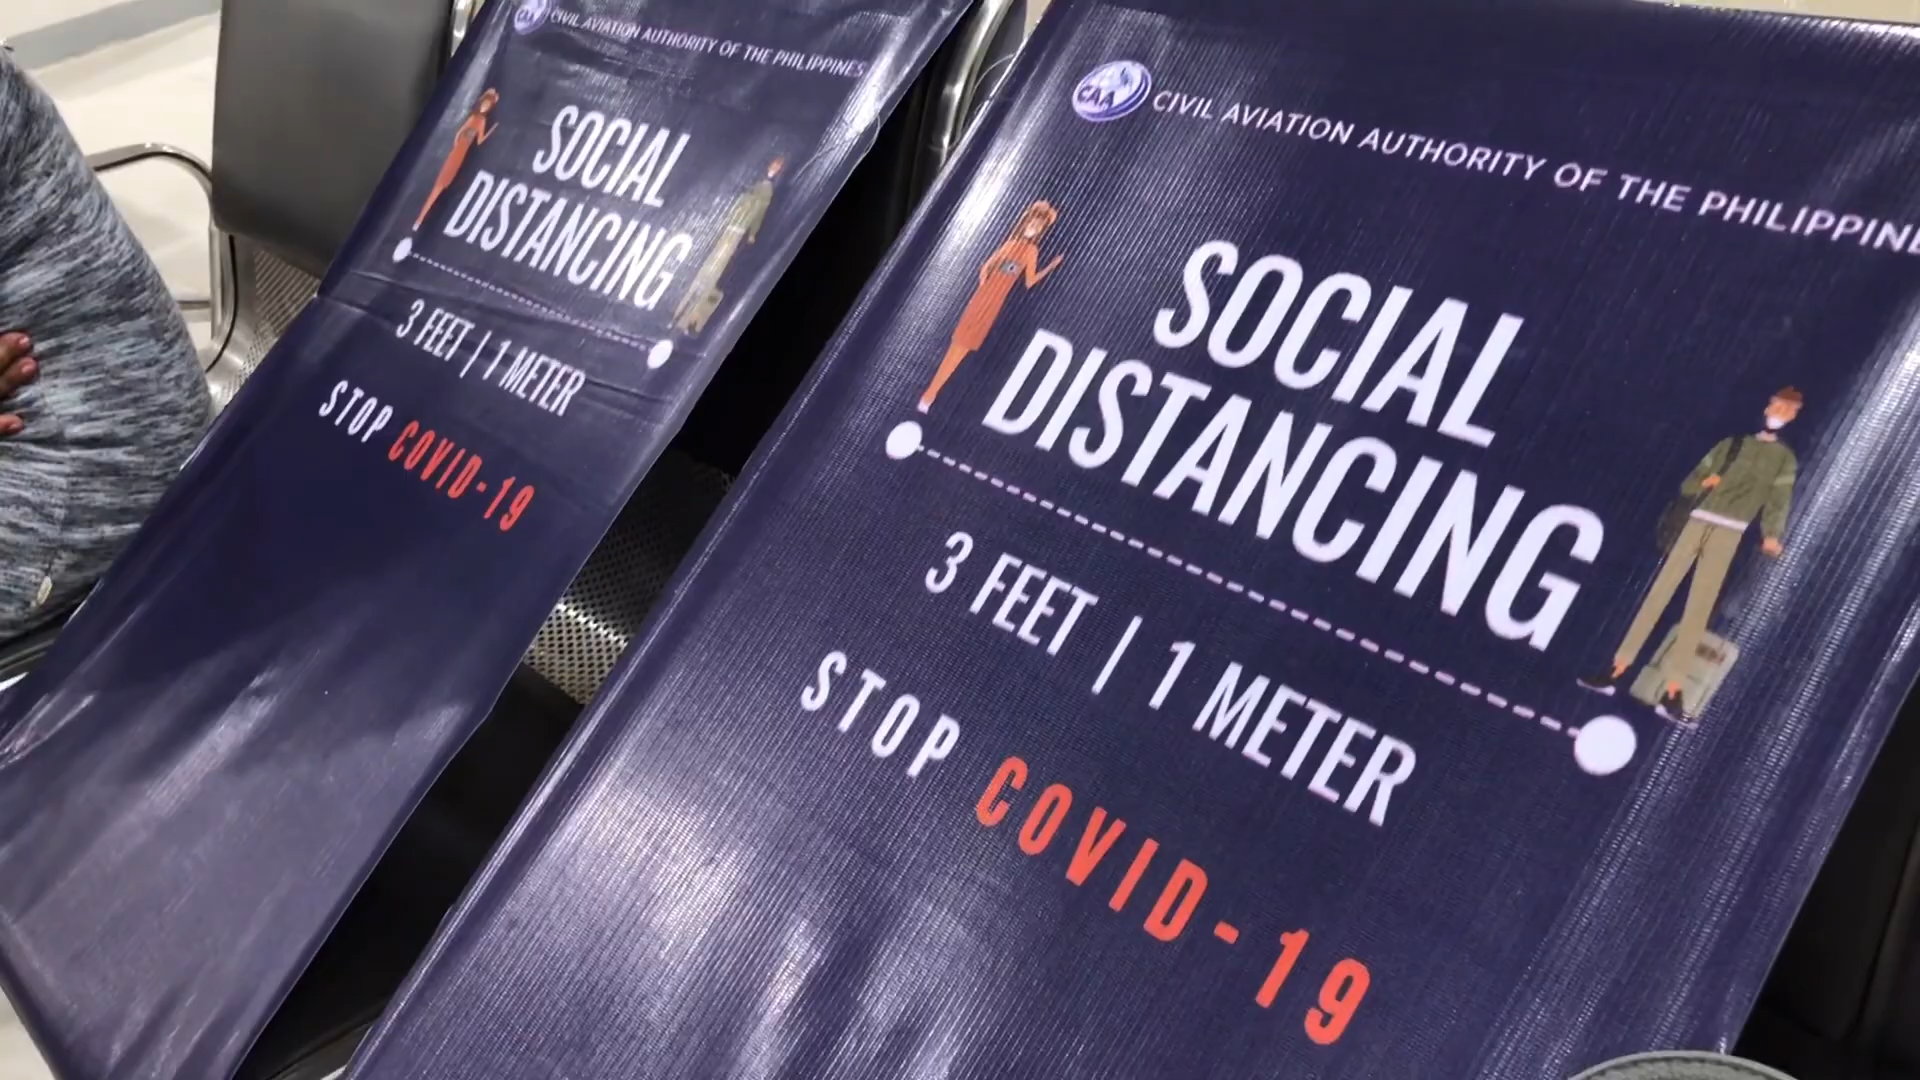 CIVIL AVIATION AUTHORITY OF THE PHILIPPINES
SOCIAL
DISTANCING
3 FEET | 1 METER
STOP COVID-19
CAA
CIVIL AVIATION AUTHORITY OF THE PHILIPPINE
SOCIAL
DISTANCING
3 FEET | 1 METER
STOP COVID-19